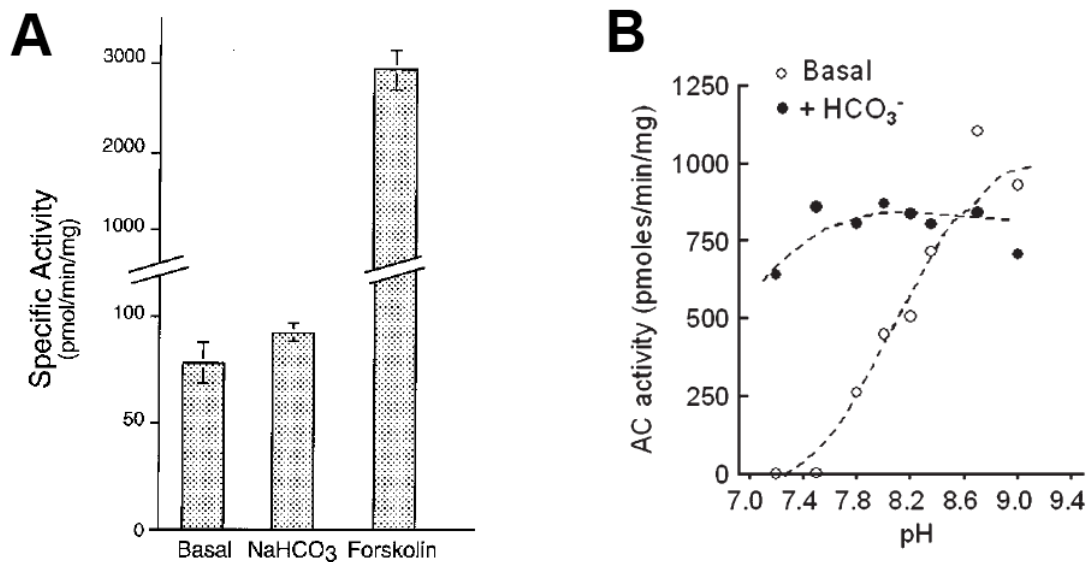 A
3000
2000
1000
100
50
0
Specific Activity
(pmol/min/mg)
Basal NaHCO₃ Forskolin
B
Basal
+ HCO₃⁻
1250
1000
750
500
250
0
AC activity (pmoles/min/mg)
7.0 7.4 7.8 8.2 8.6 9.0 9.4
pH